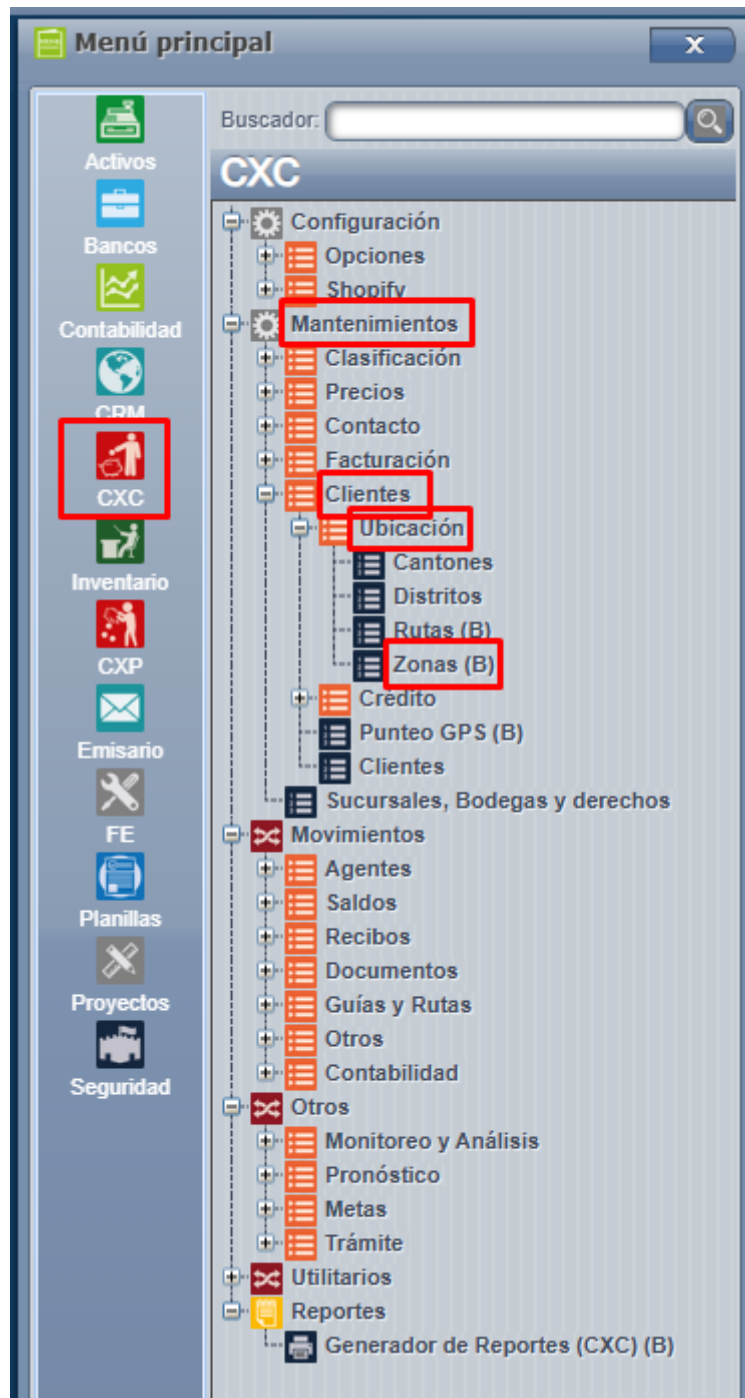 Menú principal
x
Activos
Bancos
Contabilidad
CRM
CXC
Inventario
CXP
Emisario
FE
Planillas
Proyectos
Seguridad
Buscador:
CXC
Configuración
Opciones
Shopify
Mantenimientos
Clasificación
Precios
Contacto
Facturación
Clientes
Ubicación
Cantones
Distritos
Rutas (B)
Zonas (B)
Crédito
Punteo GPS (B)
Clientes
Sucursales, Bodegas y derechos
Movimientos
Agentes
Saldos
Recibos
Documentos
Guías y Rutas
Otros
Contabilidad
Otros
Monitoreo y Análisis
Pronóstico
Metas
Trámite
Utilitarios
Reportes
Generador de Reportes (CXC) (B)